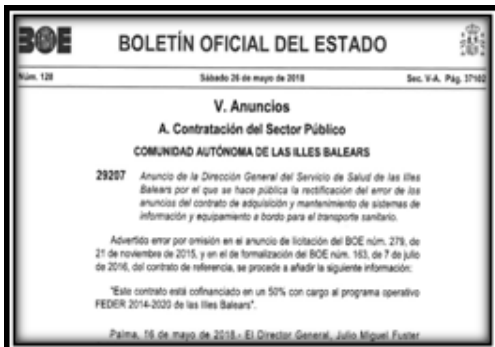 BOE
BOLETÍN OFICIAL DEL ESTADO
Núm. 128
Sábado 26 de mayo de 2018
Sec. V-A. Pág. 37102
V. Anuncios
A. Contratación del Sector Público
COMUNIDAD AUTÓNOMA DE LAS ILLES BALEARS
29207
Anuncio de la Dirección General del Servicio de Salud de las Illes
Balears por el que se hace pública la rectificación del error de los
anuncios del contrato de adquisición y mantenimiento de sistemas de
información y equipamiento a bordo para el transporte sanitario.
Advertido error por omisión en el anuncio de licitación del BOE núm. 279, de
21 de noviembre de 2015, y en el de formalización del BOE núm. 163, de 7 de julio
de 2016, del contrato de referencia, se procede a añadir la siguiente información:
"Este contrato está cofinanciado en un 50% con cargo al programa operativo
FEDER 2014-2020 de las Illes Balears".
Palma, 16 de mayo de 2018.- El Director General, Julio Miguel Fuster